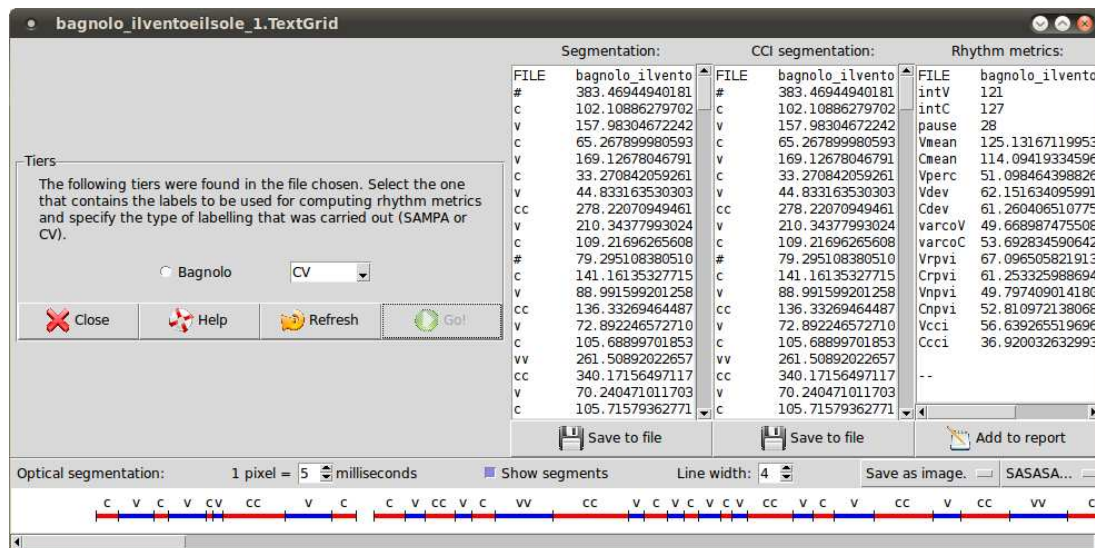 bagnolo_ilventoeilsole_1.TextGrid
Tiers
The following tiers were found in the file chosen. Select the one
that contains the labels to be used for computing rhythm metrics
and specify the type of labelling that was carried out (SAMPA or
CV).
Bagnolo CV
Close Help Refresh Go!
Segmentation:
FILE bagnolo_ilvento
# 383.46944940181
c 102.10886279702
v 157.98304672242
c 65.267899980593
v 169.12678046791
c 33.270842059261
v 44.833163530303
cc 278.22070949461
v 210.34377993024
c 109.21696265608
# 79.295108380510
c 141.16135327715
v 88.991599201258
cc 136.33269464487
v 72.892246572710
c 105.68899701853
vv 261.50892022657
cc 340.17156497117
v 70.240471011703
c 105.71579362771
Save to file
CCI segmentation:
FILE bagnolo_ilvento
# 383.46944940181
c 102.10886279702
v 157.98304672242
c 65.267899980593
v 169.12678046791
c 33.270842059261
v 44.833163530303
cc 278.22070949461
v 210.34377993024
c 109.21696265608
# 79.295108380510
c 141.16135327715
v 88.991599201258
cc 136.33269464487
v 72.892246572710
c 105.68899701853
vv 261.50892022657
cc 340.17156497117
v 70.240471011703
c 105.71579362771
Save to file
Rhythm metrics:
FILE bagnolo_ilvento
intV 121
intC 127
pause 28
Vmean 125.13167119953
Cmean 114.09419334596
Vperc 51.098464398826
Vdev 62.151634095991
Cdev 61.260406510775
varcoV 49.668987475508
varcoC 53.692834590642
Vrpvi 67.096505821913
Crpvi 61.253325988694
Vnpvi 49.797409014180
Cnpvi 52.810972138068
Vcci 56.639265519696
Ccci 36.920032632993
--
Add to report
Optical segmentation: 1 pixel = 5 milliseconds Show segments Line width: 4 Save as image. SASASA...
c v c v c v cc v c c v cc v c vv cc v c v c v c v cc v c v cc v cc vv c